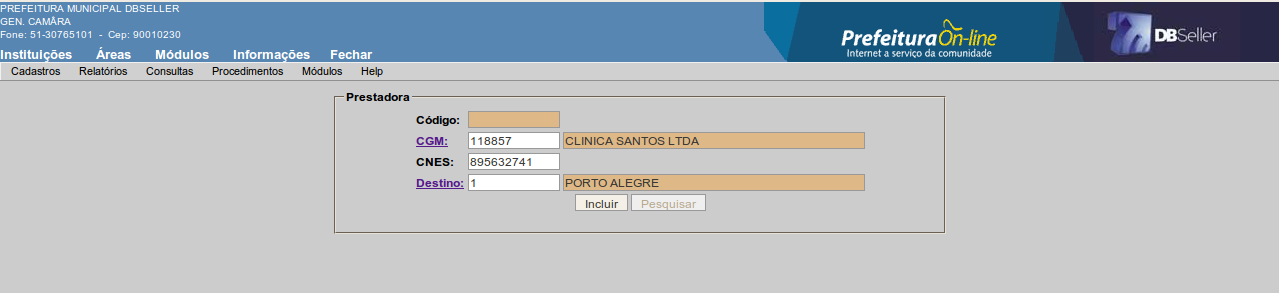 PREFEITURA MUNICIPAL DBSELLER
GEN. CAMÂRA
Fone: 51-30765101 - Cep: 90010230
Prefeitura On-line
Internet a serviço da comunidade
DBSeller
Instituições Áreas Módulos Informações Fechar
Cadastros Relatórios Consultas Procedimentos Módulos Help
Prestadora
Código:
CGM: 118857 CLINICA SANTOS LTDA
CNES: 895632741
Destino: 1 PORTO ALEGRE
Incluir Pesquisar